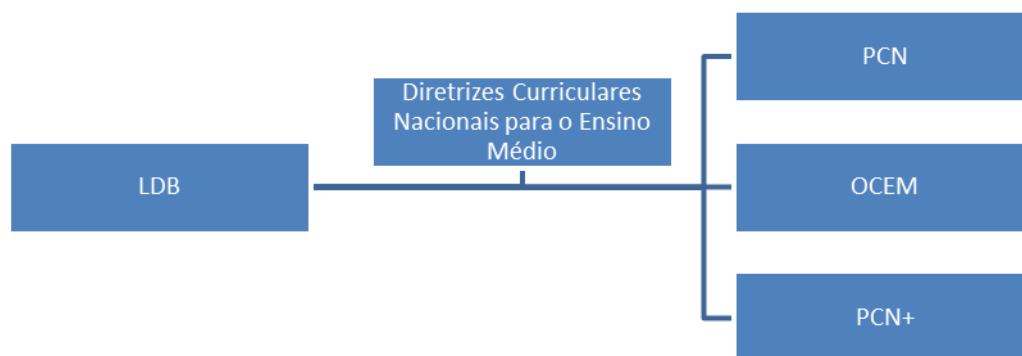 PCN
Diretrizes Curriculares
Nacionais para o Ensino
Médio
LDB
OCEM
PCN+